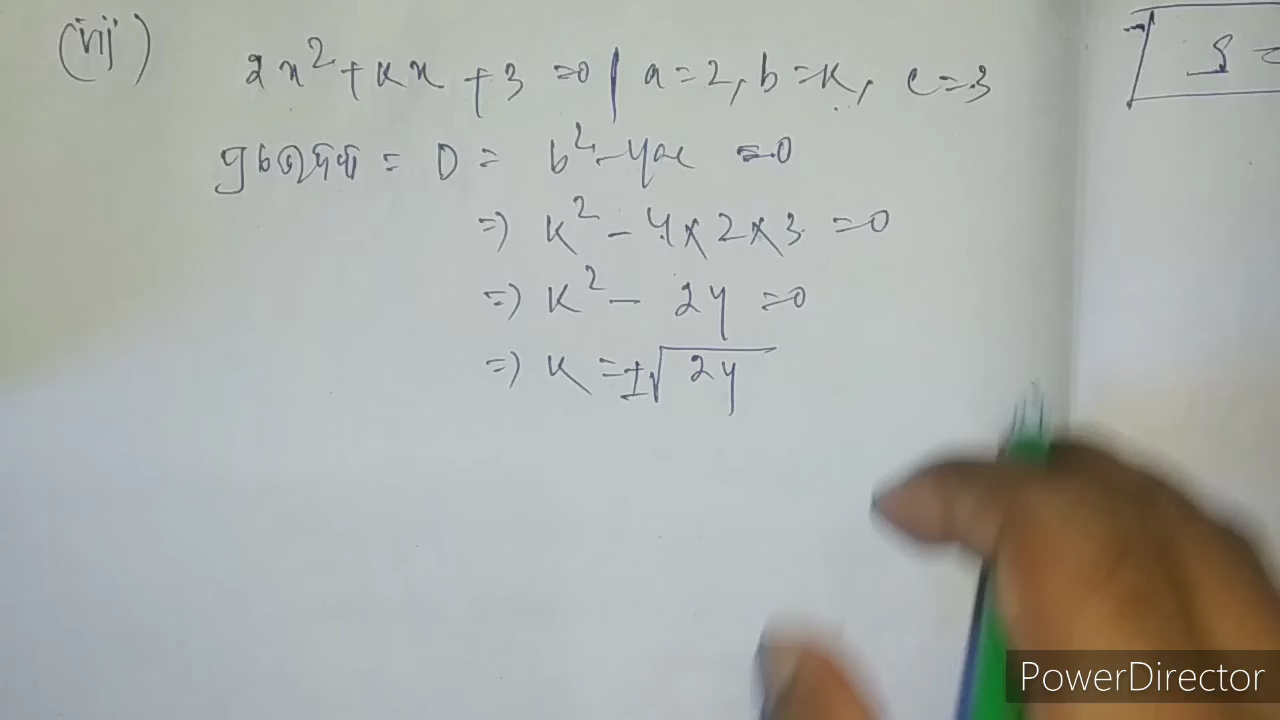 (vii)
2x² + kx + 3 = 0 | a = 2, b = k, c = 3
= D = b² - 4ac = 0
⇒ k² - 4 × 2 × 3 = 0
⇒ k² - 24 = 0
⇒ k = ±√24
PowerDirector